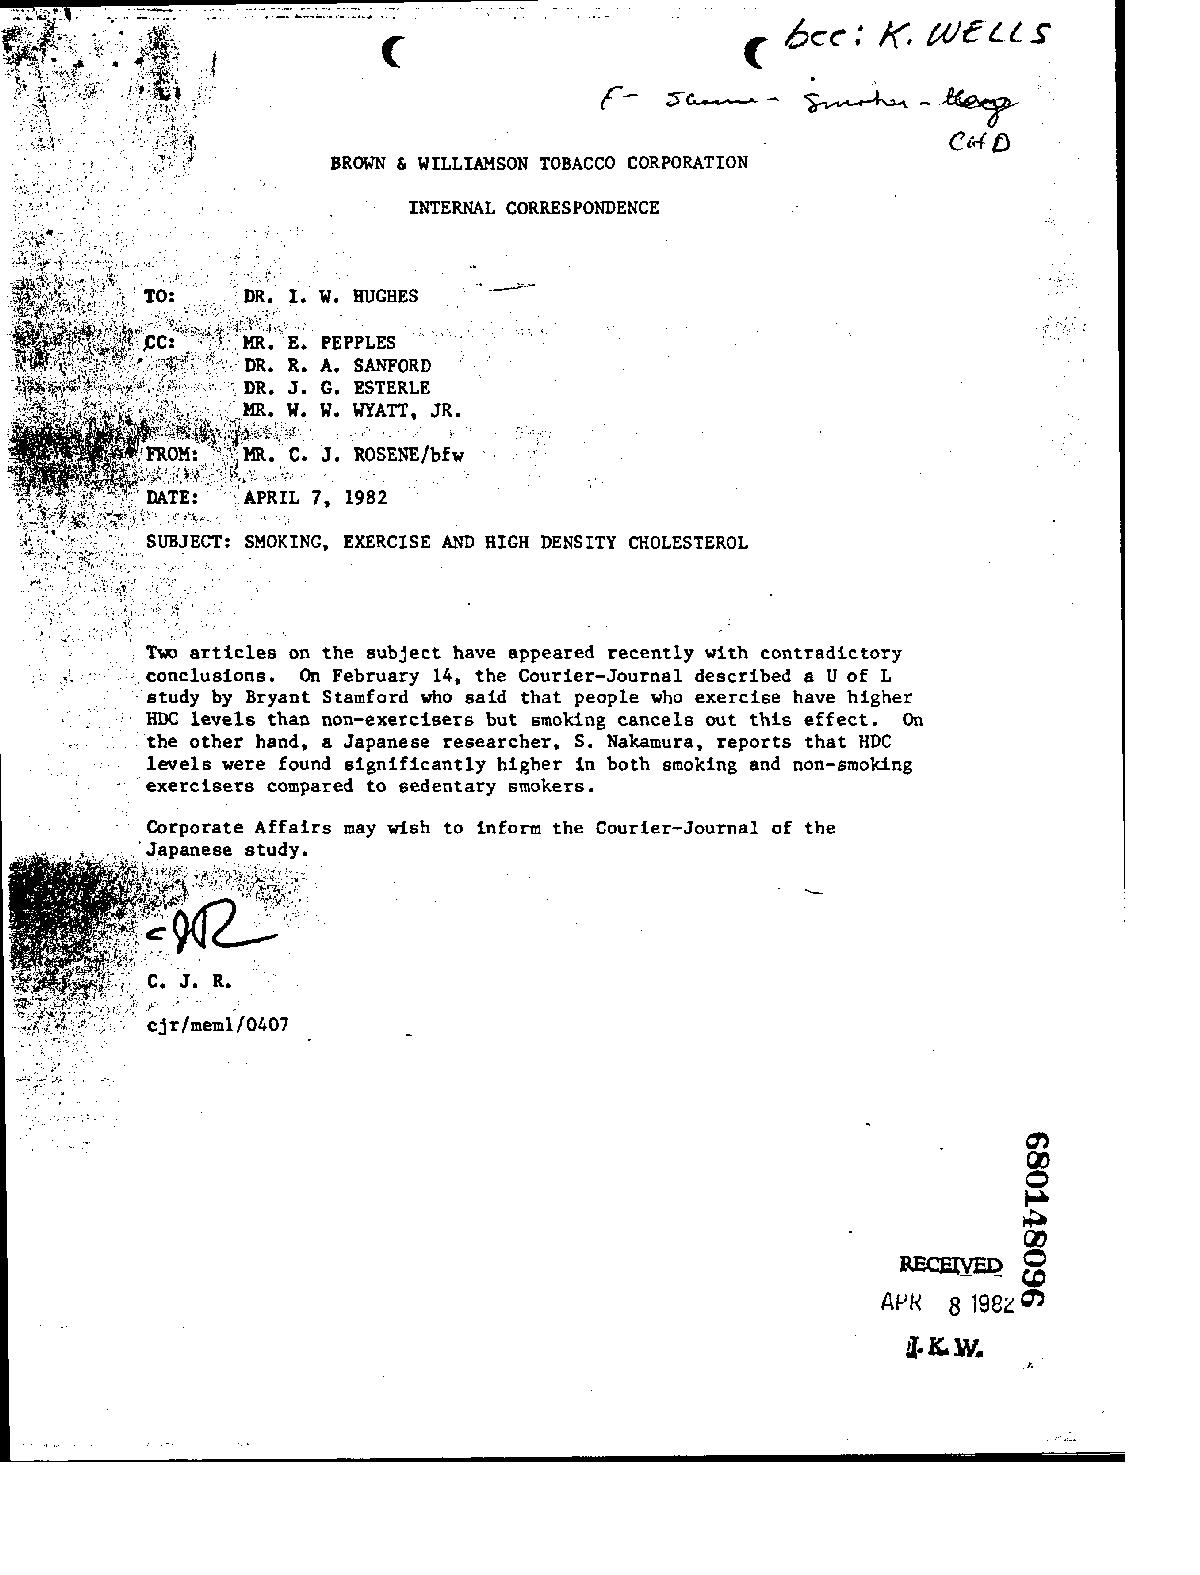 bcc: K. WELLS
F-
C of D
BROWN & WILLIAMSON TOBACCO CORPORATION
INTERNAL CORRESPONDENCE
TO: DR. I. W. HUGHES
CC: MR. E. PEPPLES
DR. R. A. SANFORD
DR. J. G. ESTERLE
MR. W. W. WYATT, JR.
FROM: MR. C. J. ROSENE/bfw
DATE: APRIL 7, 1982
SUBJECT: SMOKING, EXERCISE AND HIGH DENSITY CHOLESTEROL
Two articles on the subject have appeared recently with contradictory
conclusions. On February 14, the Courier-Journal described a U of L
study by Bryant Stamford who said that people who exercise have higher
HDC levels than non-exercisers but smoking cancels out this effect. On
the other hand, a Japanese researcher, S. Nakamura, reports that HDC
levels were found significantly higher in both smoking and non-smoking
exercisers compared to sedentary smokers.
Corporate Affairs may wish to inform the Courier-Journal of the
Japanese study.
CJR
C. J. R.
cjr/meml/0407
680148096
RECEIVED
APR 8 1982
I. K. W.